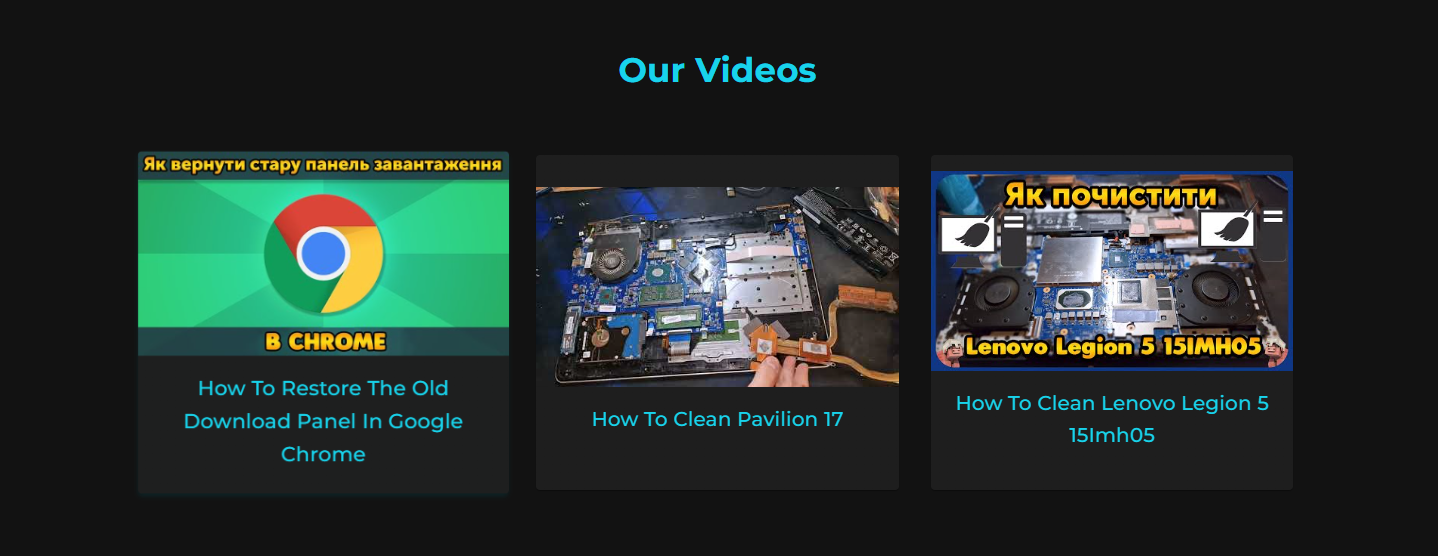 Our Videos
Як вернути стару панель завантаження
В CHROME
How To Restore The Old
Download Panel In Google
Chrome
How To Clean Pavilion 17
Як почистити
Lenovo Legion 5 15IMH05
How To Clean Lenovo Legion 5
15Imh05